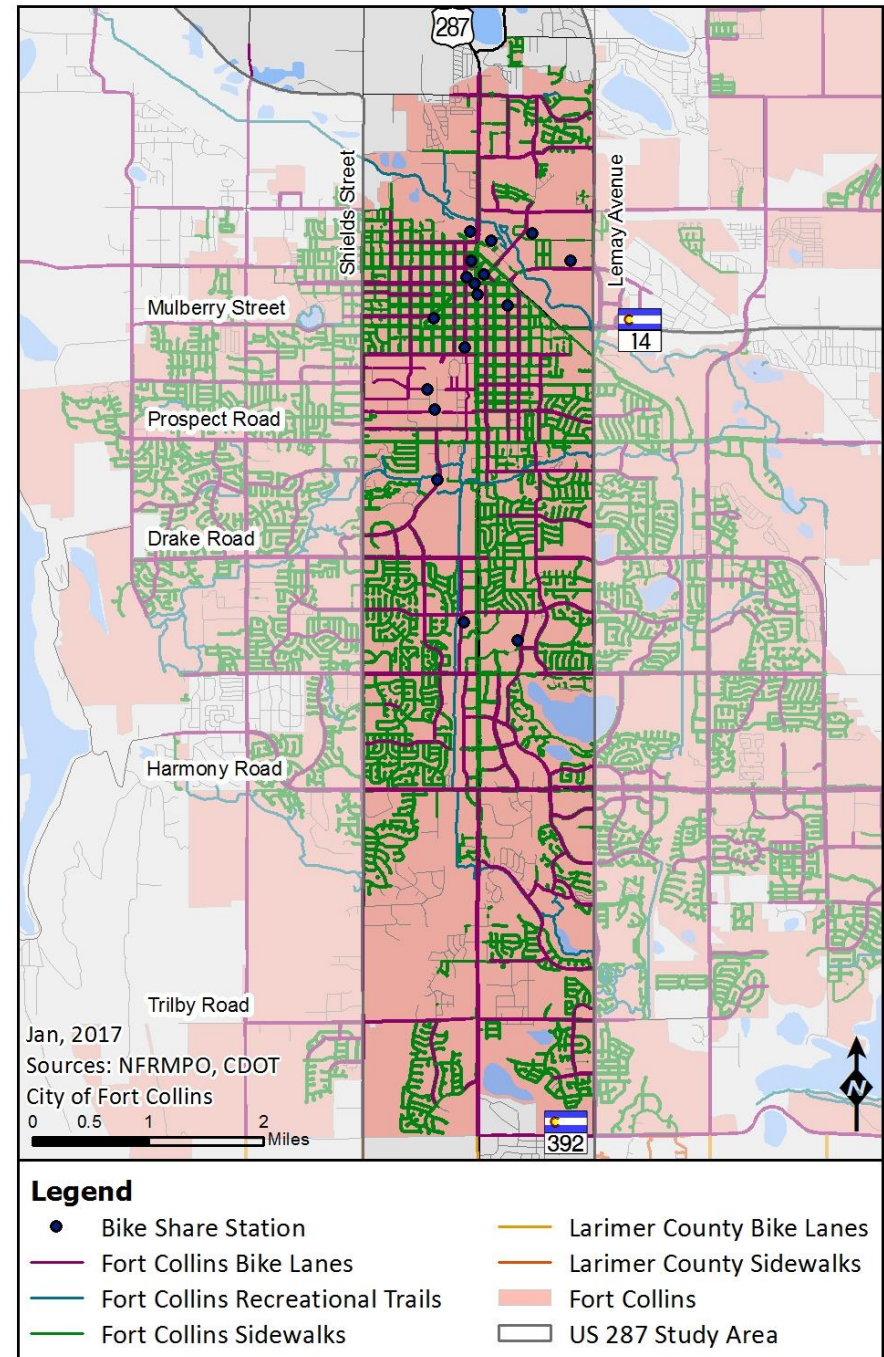 287
Shields Street
Lemay Avenue
Mulberry Street
14
Prospect Road
Drake Road
Harmony Road
Trilby Road
Jan, 2017
Sources: NFRMPO, CDOT
City of Fort Collins
0 0.5 1 2
Miles
N
392
Legend
Bike Share Station
Fort Collins Bike Lanes
Fort Collins Recreational Trails
Fort Collins Sidewalks
Larimer County Bike Lanes
Larimer County Sidewalks
Fort Collins
US 287 Study Area